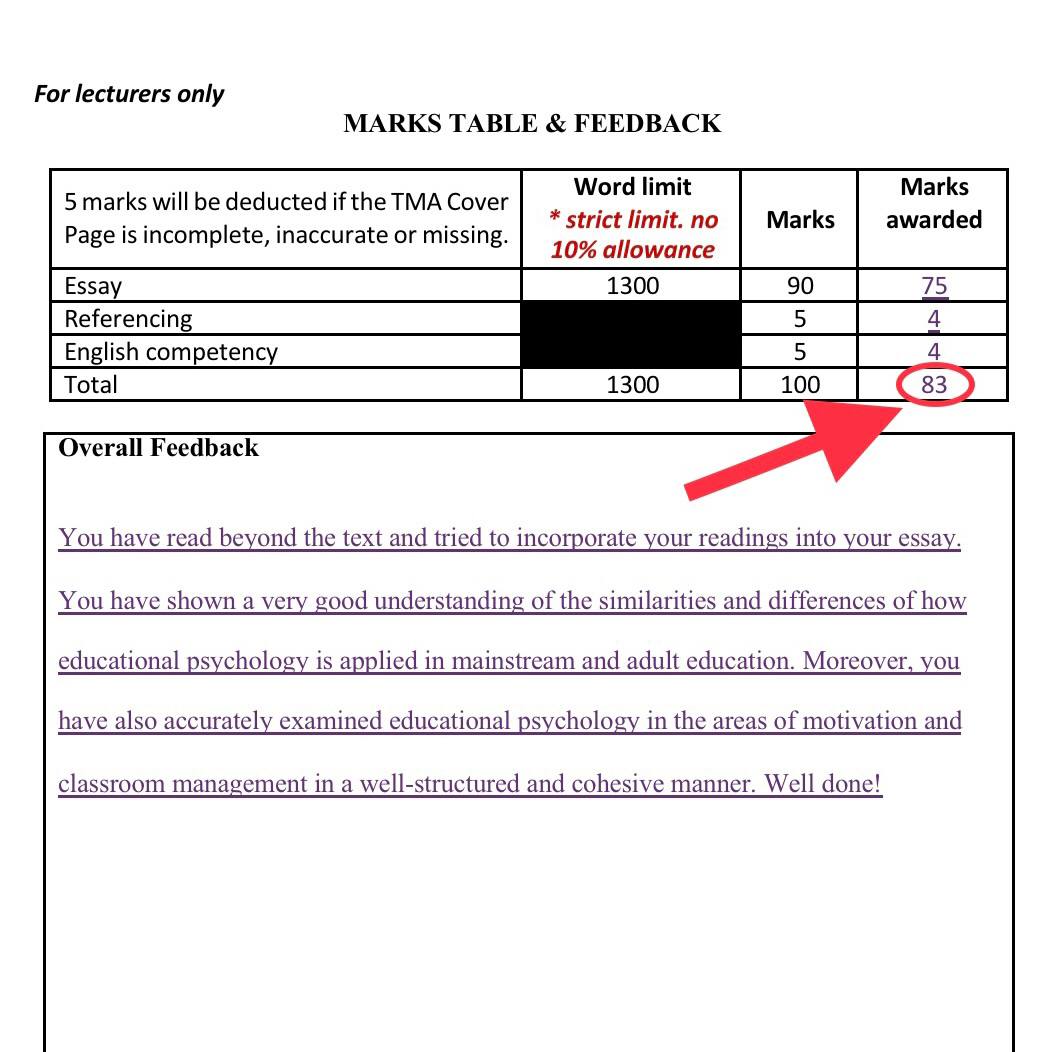 For lecturers only
MARKS TABLE & FEEDBACK
5 marks will be deducted if the TMA Cover Page is incomplete, inaccurate or missing. Word limit * strict limit. no 10% allowance Marks Marks awarded
Essay 1300 90 75
Referencing 5 4
English competency 5 4
Total 1300 100 83
Overall Feedback
You have read beyond the text and tried to incorporate your readings into your essay.
You have shown a very good understanding of the similarities and differences of how
educational psychology is applied in mainstream and adult education. Moreover, you
have also accurately examined educational psychology in the areas of motivation and
classroom management in a well-structured and cohesive manner. Well done!